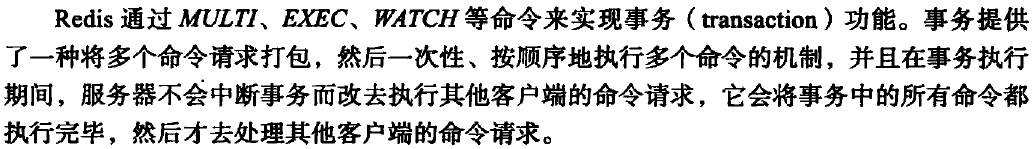 Redis 通过 MULTI、EXEC、WATCH 等命令来实现事务（transaction）功能。事务提供
了一种将多个命令请求打包，然后一次性、按顺序地执行多个命令的机制，并且在事务执行
期间，服务器不会中断事务而改去执行其他客户端的命令请求，它会将事务中的所有命令都
执行完毕，然后才去处理其他客户端的命令请求。